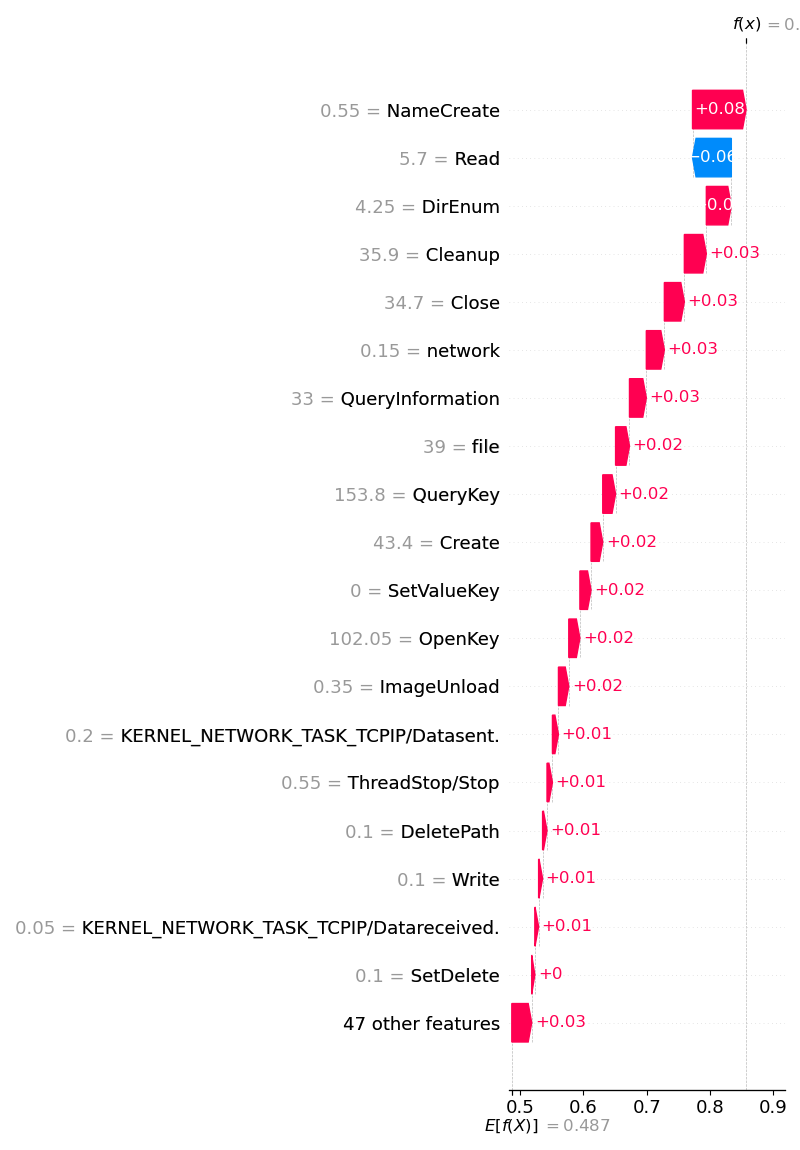 f(x) = 0.
0.55 = NameCreate +0.08
5.7 = Read −0.06
4.25 = DirEnum 0.0
35.9 = Cleanup +0.03
34.7 = Close +0.03
0.15 = network +0.03
33 = QueryInformation +0.03
39 = file +0.02
153.8 = QueryKey +0.02
43.4 = Create +0.02
0 = SetValueKey +0.02
102.05 = OpenKey +0.02
0.35 = ImageUnload +0.02
0.2 = KERNEL_NETWORK_TASK_TCPIP/Datasent. +0.01
0.55 = ThreadStop/Stop +0.01
0.1 = DeletePath +0.01
0.1 = Write +0.01
0.05 = KERNEL_NETWORK_TASK_TCPIP/Datareceived. +0.01
0.1 = SetDelete +0
47 other features +0.03
0.5 0.6 0.7 0.8 0.9
E[f(X)] = 0.487